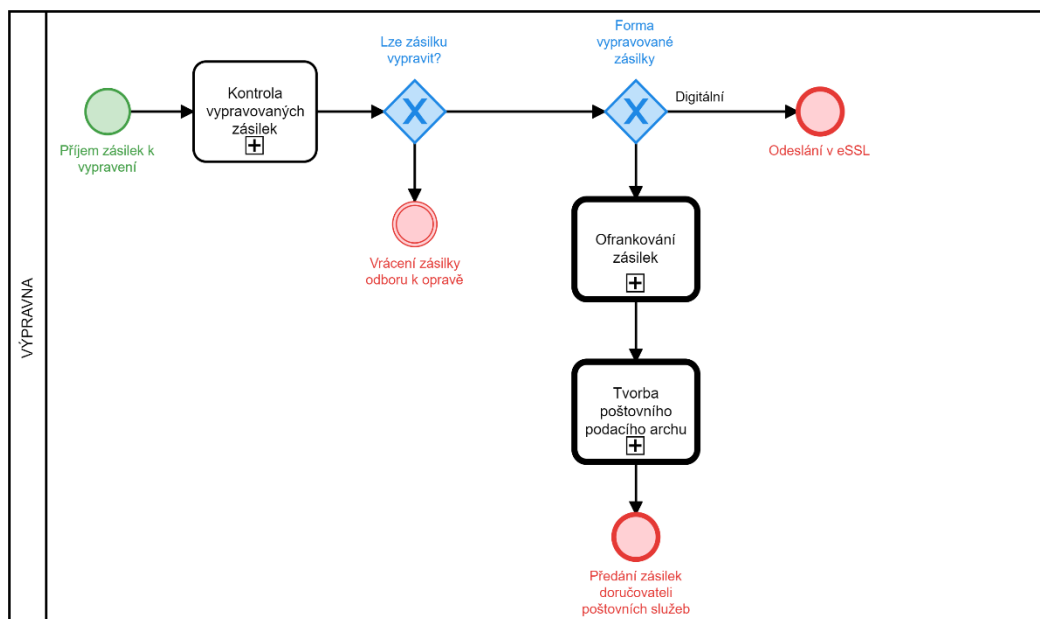 VÝPRAVNA
Příjem zásilek k
vypravení
Kontrola
vypravovaných
zásilek
Lze zásilku
vypravit?
Vrácení zásilky
odboru k opravě
Forma
vypravované
zásilky
Digitální
Odeslání v eSSL
Ofrankování
zásilek
Tvorba
poštovního
podacího archu
Předání zásilek
doručovateli
poštovních služeb